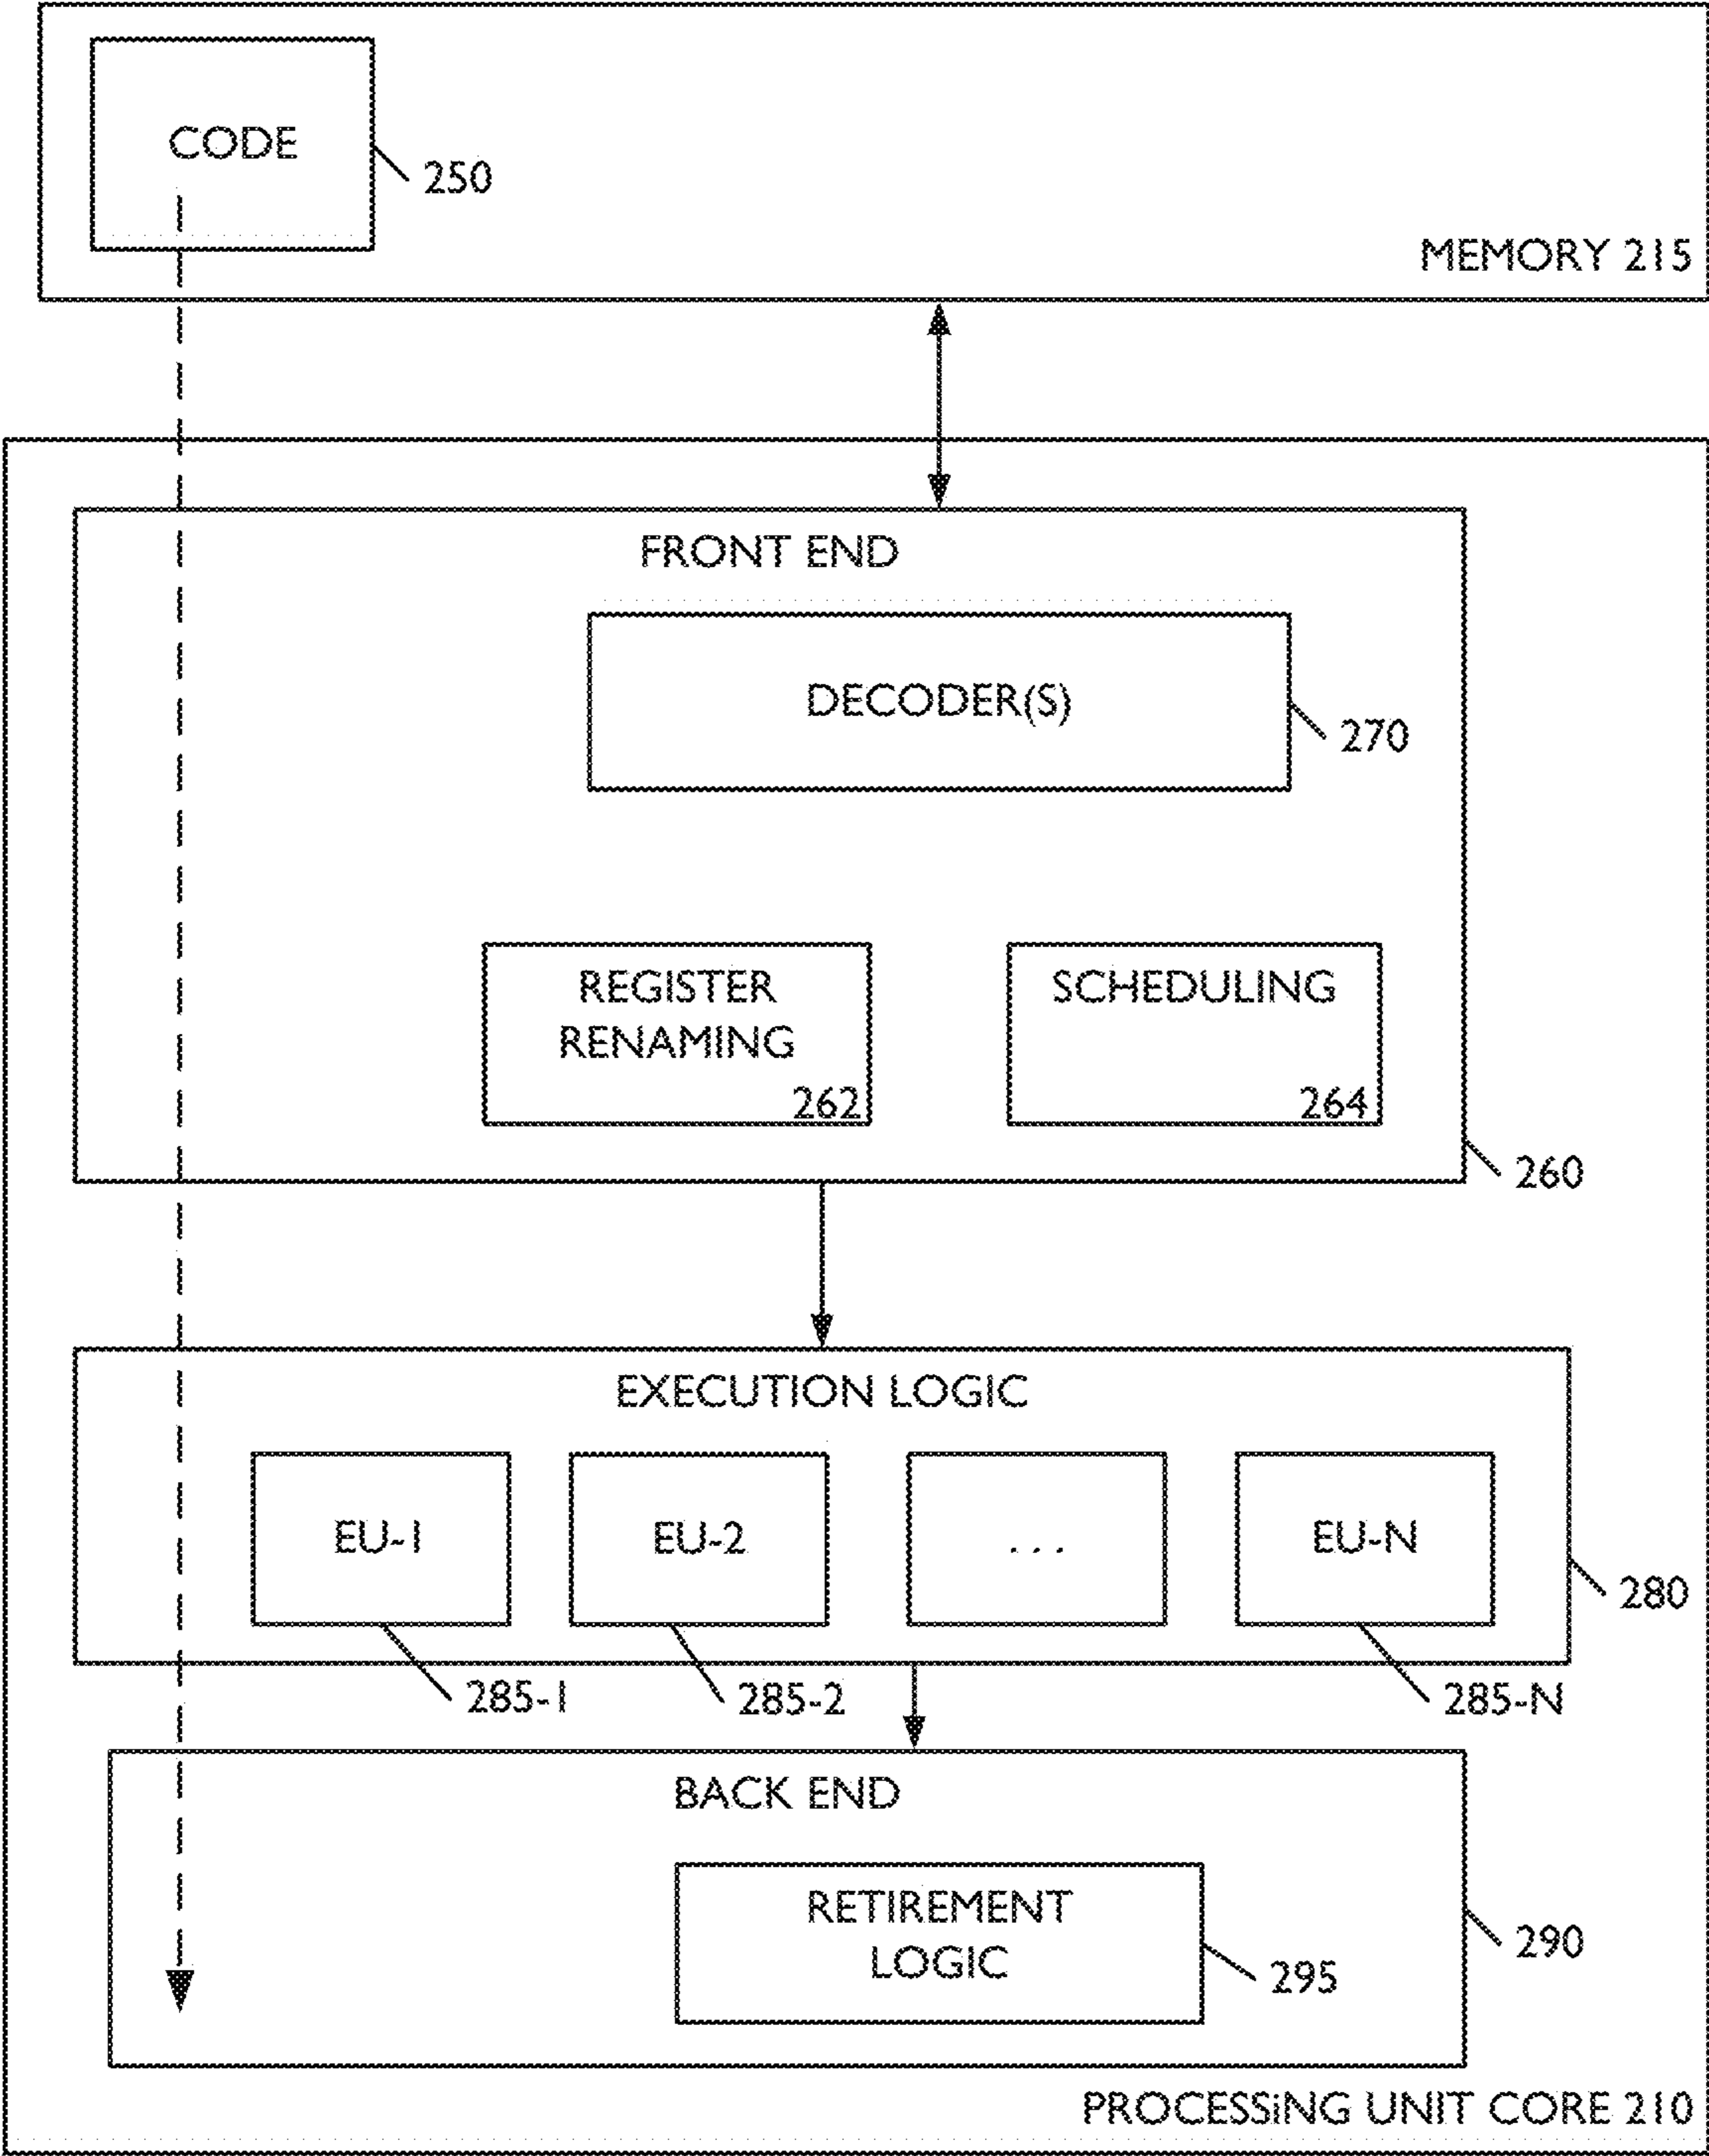 CODE
250
MEMORY 215
FRONT END
DECODER(S)
270
REGISTER
RENAMING
262
SCHEDULING
264
260
EXECUTION LOGIC
EU-1
EU-2
. . .
EU-N
280
285-1
285-2
285-N
BACK END
RETIREMENT
LOGIC
290
295
PROCESSiNG UNIT CORE 210